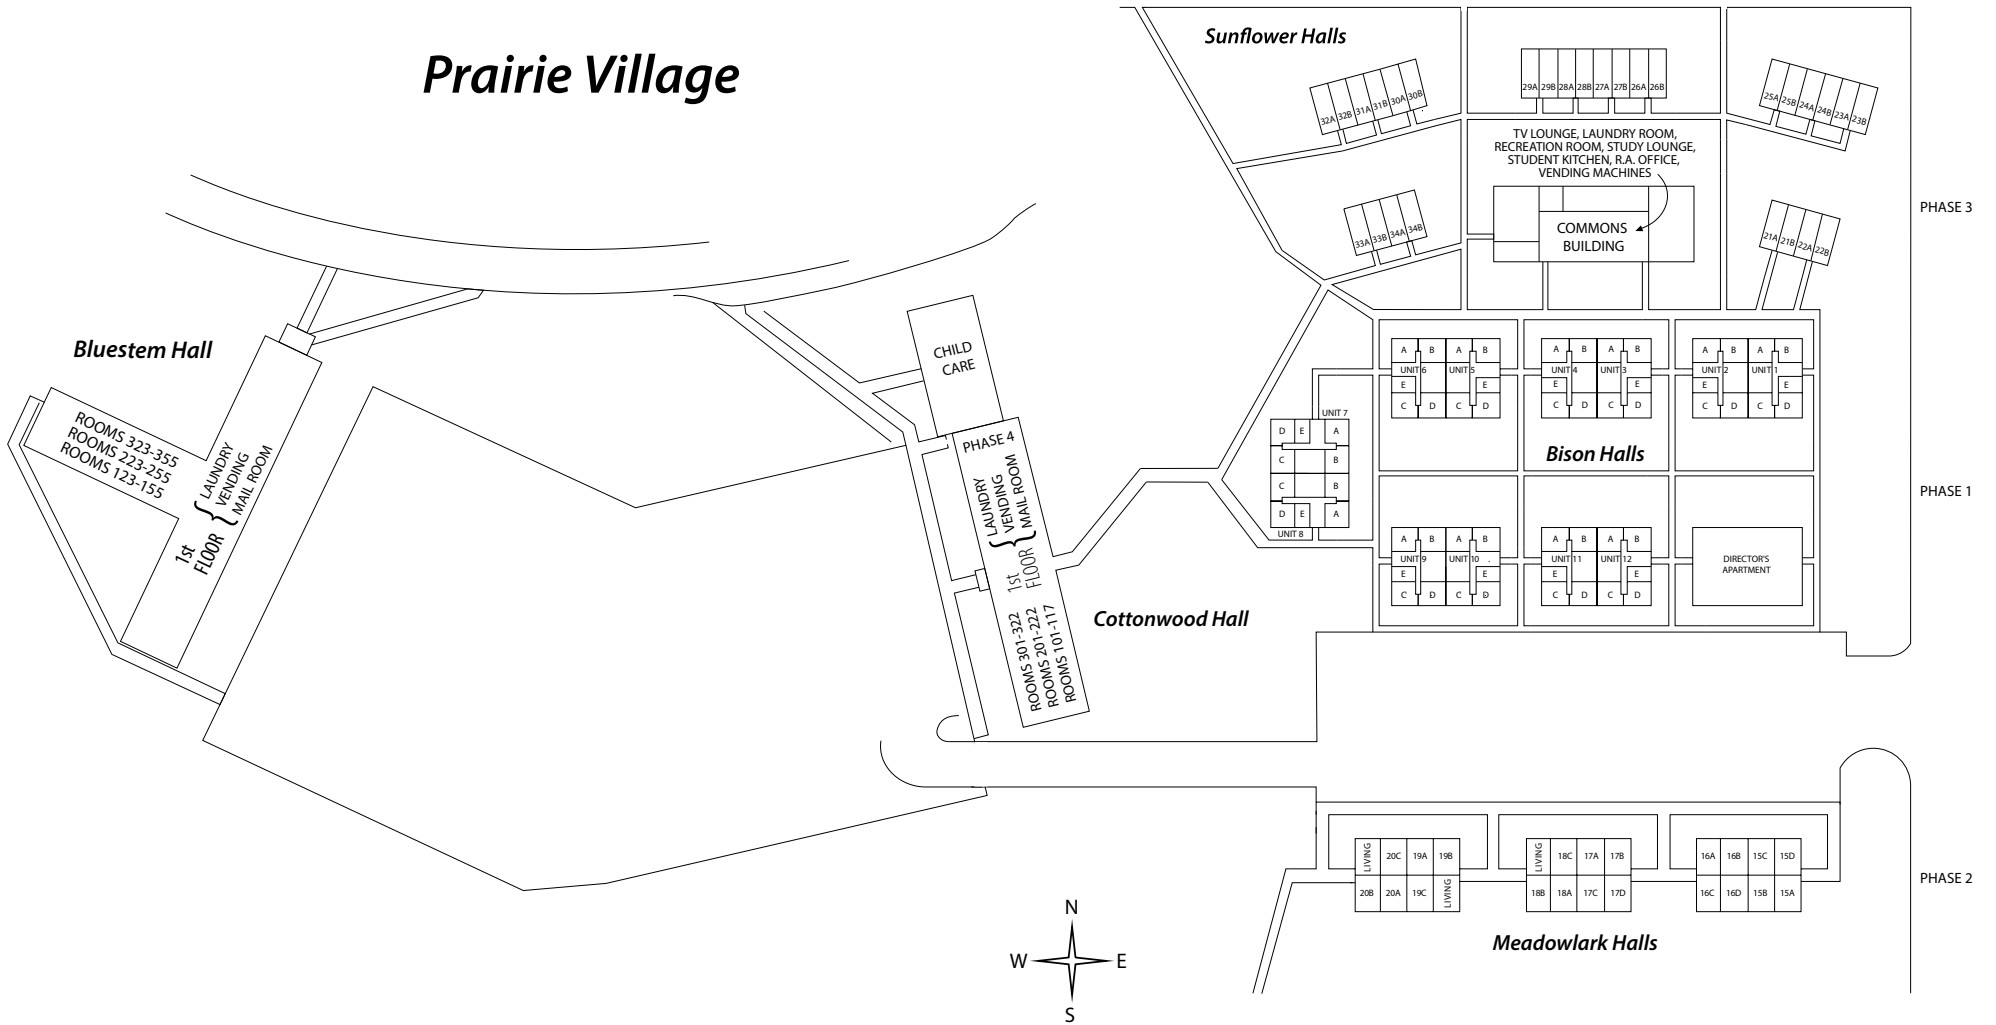 Prairie Village
Sunflower Halls
32A 32B 31A 31B 30A 30B
29A 29B 28A 28B 27A 27B 26A 26B
25A 25B 24A 24B 23A 23B
TV LOUNGE, LAUNDRY ROOM,
RECREATION ROOM, STUDY LOUNGE,
STUDENT KITCHEN, R.A. OFFICE,
VENDING MACHINES
COMMONS
BUILDING
33A 33B 34A 34B
21A 21B 22A 22B
PHASE 3
Bluestem Hall
ROOMS 323-355
ROOMS 223-255
ROOMS 123-155
LAUNDRY
VENDING
MAIL ROOM
1st
FLOOR
CHILD
CARE
PHASE 4
LAUNDRY
VENDING
MAIL ROOM
1st
FLOOR
ROOMS 301-322
ROOMS 201-222
ROOMS 101-117
Cottonwood Hall
A B A B
UNIT 6 UNIT 5
E E
C D C D
A B A B
UNIT 4 UNIT 3
E E
C D C D
A B A B
UNIT 2 UNIT 1
E E
C D C D
UNIT 7
D E A
C B
C B
D E A
UNIT 8
Bison Halls
PHASE 1
A B A B
UNIT 9 UNIT 10
E E
C D C D
A B A B
UNIT 11 UNIT 12
E E
C D C D
DIRECTOR'S
APARTMENT
LIVING 20C 19A 19B
20B 20A 19C LIVING
LIVING 18C 17A 17B
18B 18A 17C 17D
16A 16B 15C 15D
16C 16D 15B 15A
PHASE 2
Meadowlark Halls
N
W E
S